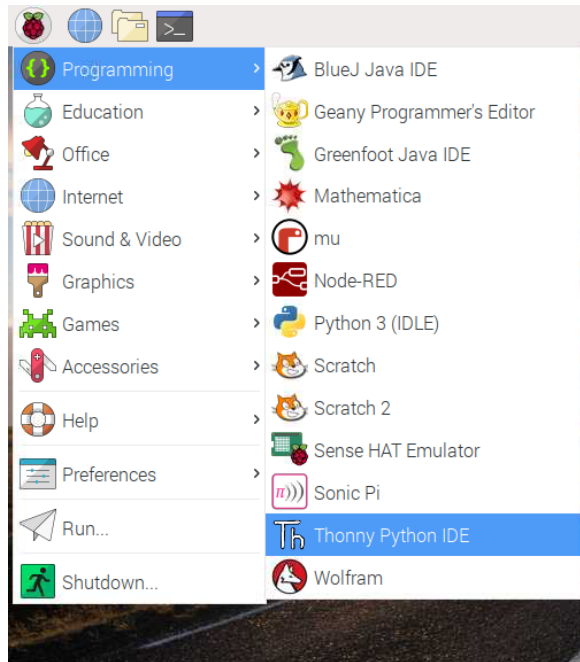 Programming
Education
Office
Internet
Sound & Video
Graphics
Games
Accessories
Help
Preferences
Run...
Shutdown...
BlueJ Java IDE
Geany Programmer's Editor
Greenfoot Java IDE
Mathematica
mu
Node-RED
Python 3 (IDLE)
Scratch
Scratch 2
Sense HAT Emulator
π))) Sonic Pi
Th Thonny Python IDE
Wolfram